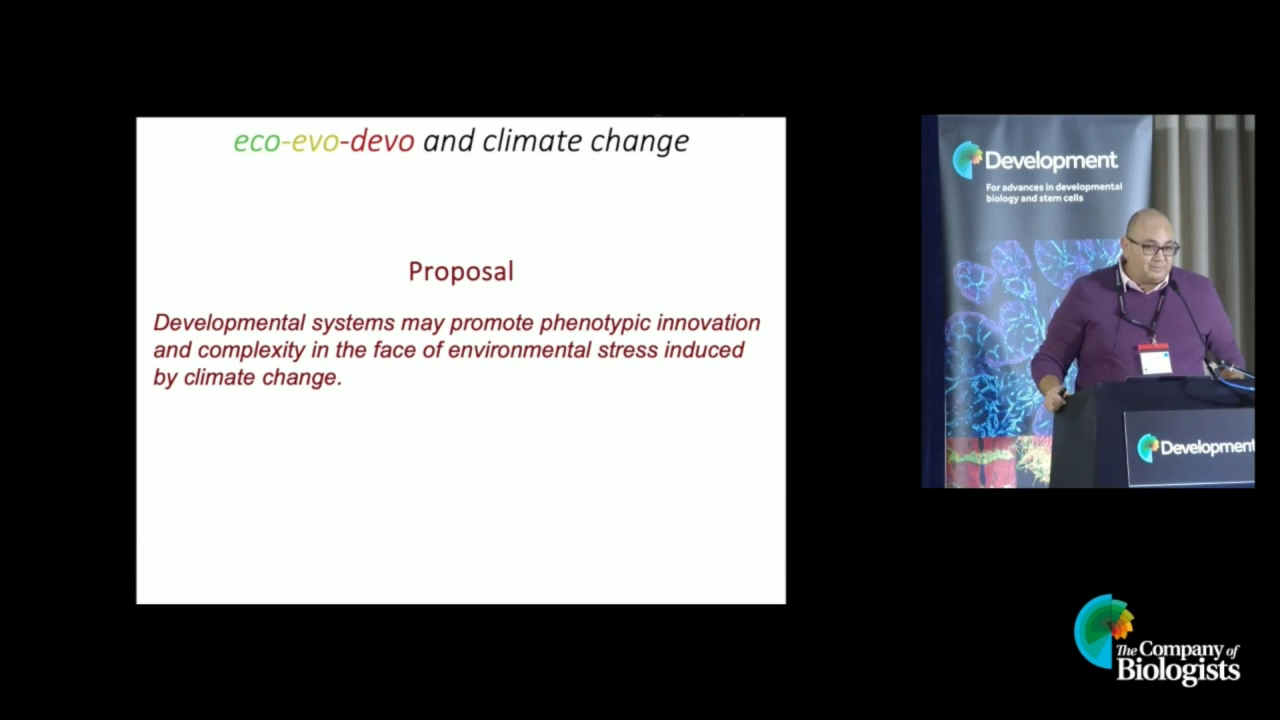 eco-evo-devo and climate change
Proposal
Developmental systems may promote phenotypic innovation
and complexity in the face of environmental stress induced
by climate change.
Development
For advances in developmental
biology and stem cells
Development
The Company of
Biologists